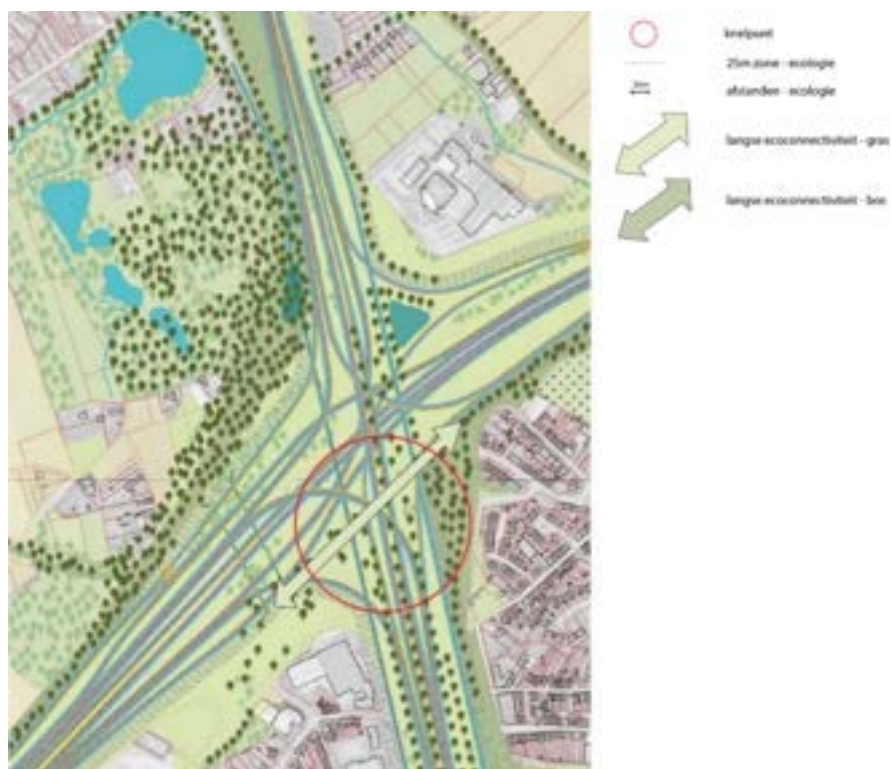 knelpunt
25m zone - ecologie
afstanden - ecologie
langse ecoconnectiviteit - gras
langse ecoconnectiviteit - bos